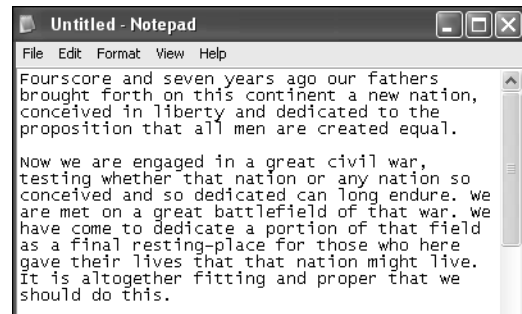 Untitled - Notepad
File Edit Format View Help
Fourscore and seven years ago our fathers
brought forth on this continent a new nation,
conceived in liberty and dedicated to the
proposition that all men are created equal.

Now we are engaged in a great civil war,
testing whether that nation or any nation so
conceived and so dedicated can long endure. We
are met on a great battlefield of that war. We
have come to dedicate a portion of that field
as a final resting-place for those who here
gave their lives that that nation might live.
It is altogether fitting and proper that we
should do this.